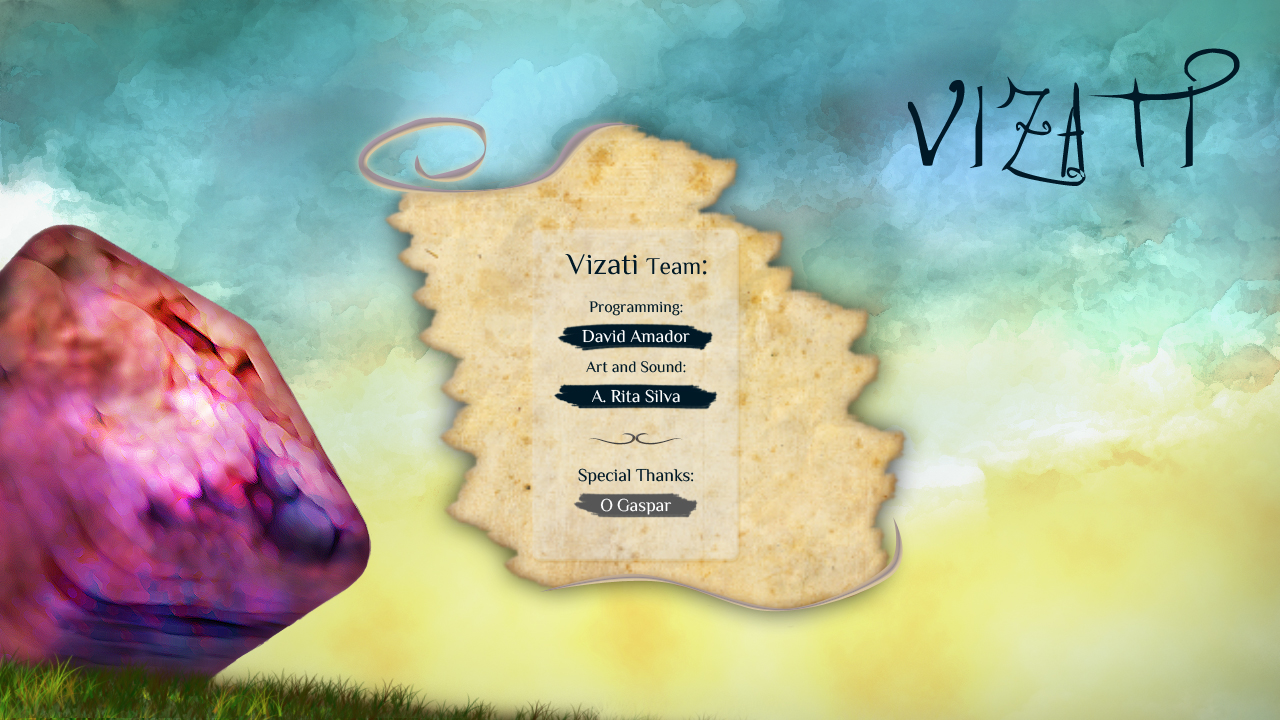 VIZATI
Vizati Team:
Programming:
David Amador
Art and Sound:
A. Rita Silva
Special Thanks:
O Gaspar